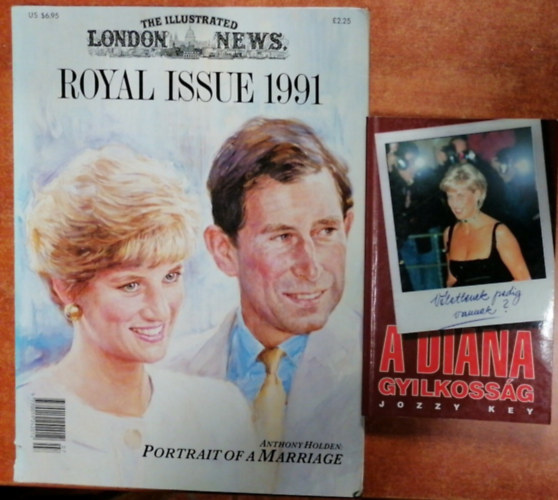 US $6.95
£2.25
THE ILLUSTRATED
LONDON NEWS.
ROYAL ISSUE 1991
ANTHONY HOLDEN:
PORTRAIT OF A MARRIAGE
Véletlenek pedig
vannak?
A DIANA
GYILKOSSÁG
JOZZY KEY